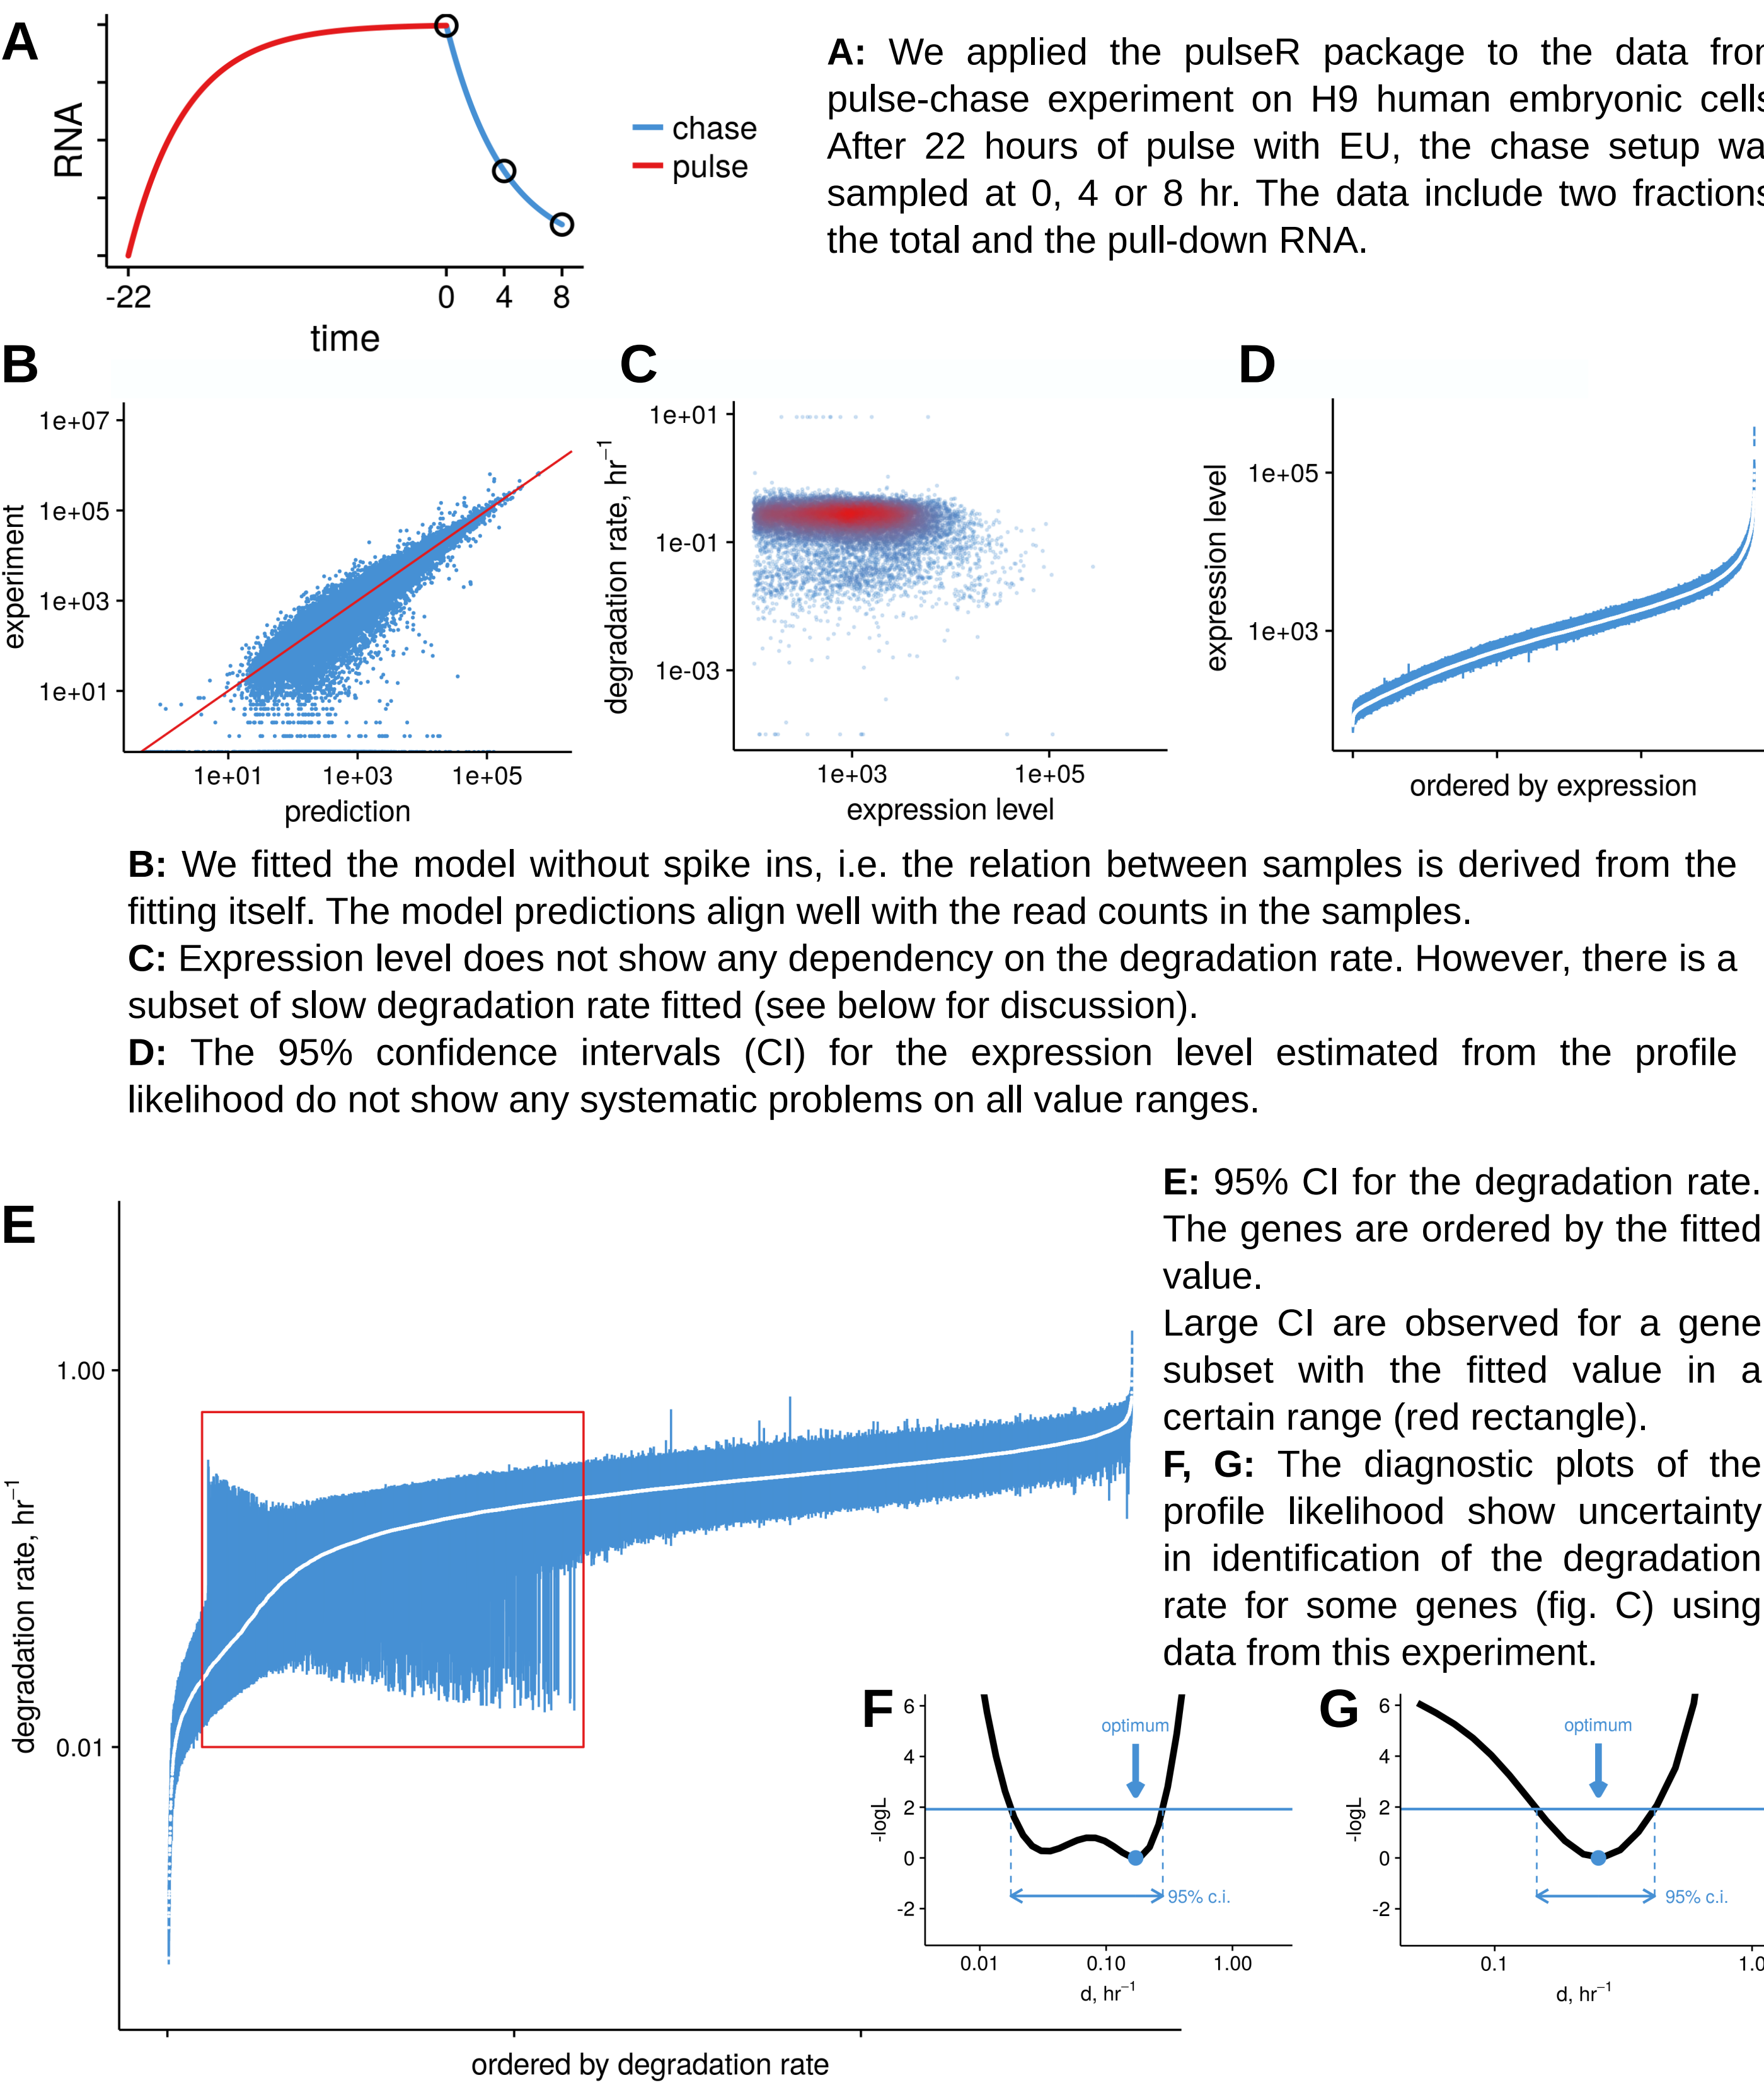 A
RNA
-22
0
4
8
time
chase
pulse
A: We applied the pulseR package to the data
pulse-chase experiment on H9 human embryonic
After 22 hours of pulse with EU, the chase setup
sampled at 0, 4 or 8 hr. The data include two
the total and the pull-down RNA.
B
1e+07
1e+05
1e+03
1e+01
experiment
1e+01
1e+03
1e+05
prediction
C
1e+01
1e-01
1e-03
degradation rate, hr⁻¹
1e+03
1e+05
expression level
D
1e+05
1e+03
expression level
ordered by expression
B: We fitted the model without spike ins, i.e. the relation between samples is derived from the
fitting itself. The model predictions align well with the read counts in the samples.
C: Expression level does not show any dependency on the degradation rate. However, there is a
subset of slow degradation rate fitted (see below for discussion).
D: The 95% confidence intervals (CI) for the expression level estimated from the profile
likelihood do not show any systematic problems on all value ranges.
E
1.00
0.01
degradation rate, hr⁻¹
ordered by degradation rate
E: 95% CI for the degradation rate.
The genes are ordered by the fitted
value.
Large CI are observed for a gene
subset with the fitted value in a
certain range (red rectangle).
F, G: The diagnostic plots of the
profile likelihood show uncertainty
in identification of the degradation
rate for some genes (fig. C) using
data from this experiment.
F
6
4
2
0
-2
-logL
optimum
95% c.i.
0.01
0.10
1.00
d, hr⁻¹
G
6
4
2
0
-2
-logL
optimum
95% c.i.
0.1
d, hr⁻¹